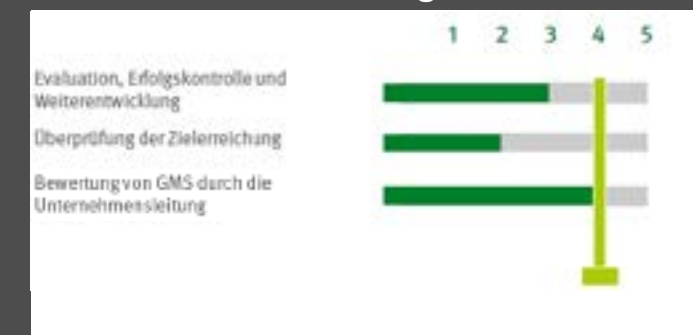 1 2 3 4 5
Evaluation, Erfolgskontrolle und
Weiterentwicklung
Überprüfung der Zielerreichung
Bewertung von GMS durch die
Unternehmensleitung